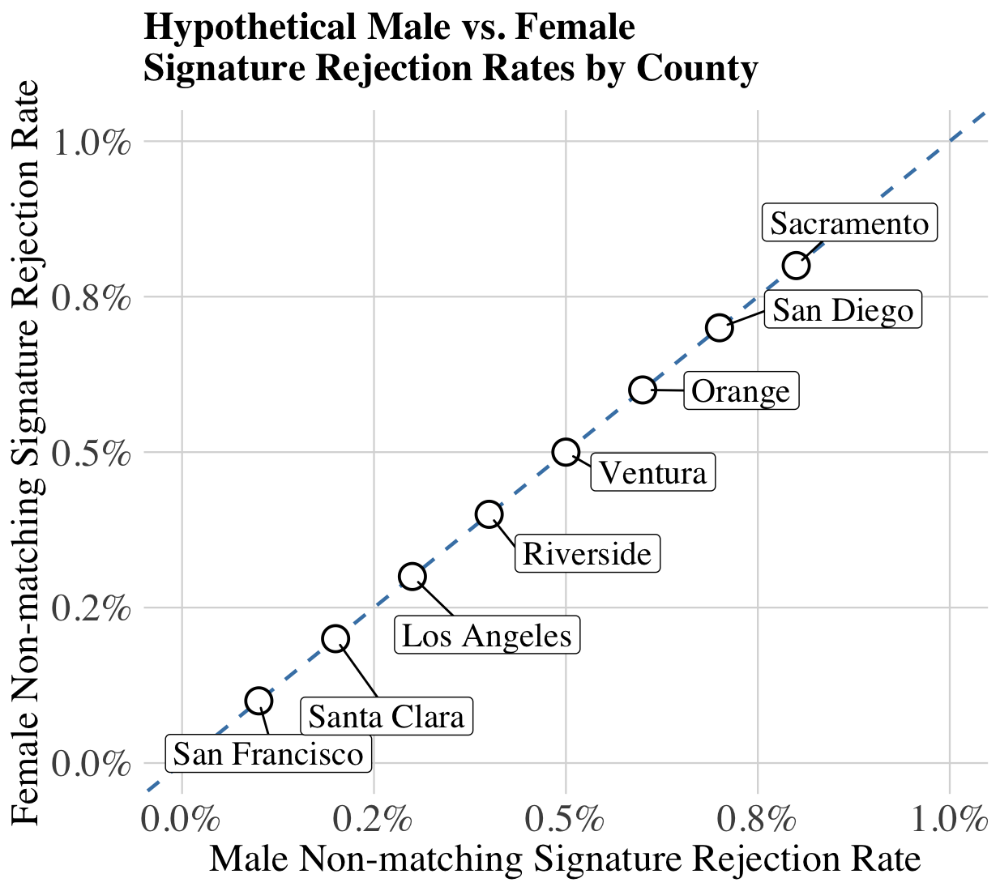 Hypothetical Male vs. Female
Signature Rejection Rates by County
Female Non-matching Signature Rejection Rate
1.0%
0.8%
0.5%
0.2%
0.0%
Sacramento
San Diego
Orange
Ventura
Riverside
Los Angeles
Santa Clara
San Francisco
0.0% 0.2% 0.5% 0.8% 1.0%
Male Non-matching Signature Rejection Rate